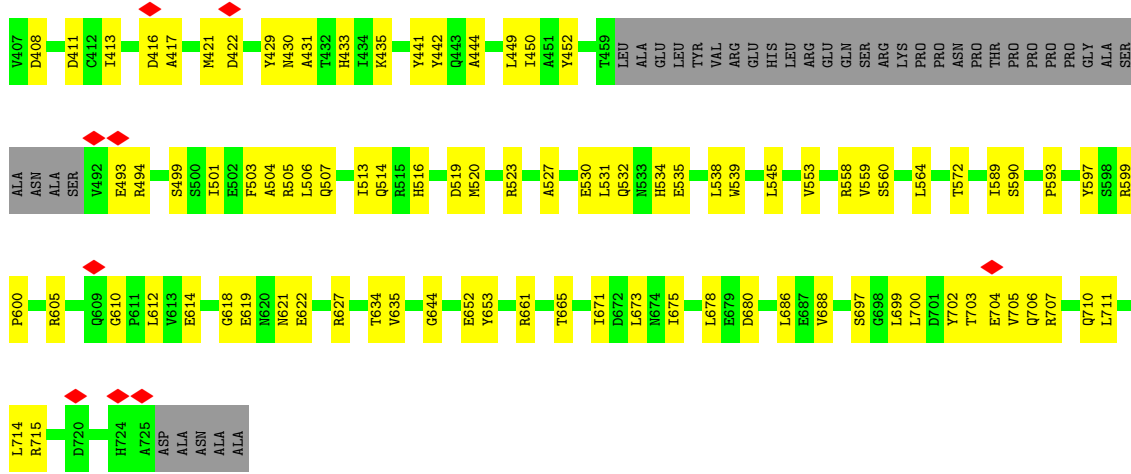 V407 D408 D411 C412 I413 D416 A417 M421 D422 Y429 N430 A431 T432 H433 I434 K435 Y441 Y442 Q443 A444 L449 I450 A451 Y452 T459 LEU ALA GLU LEU TYR VAL ARG GLU HIS LEU ARG GLU GLN SER ARG LYS PRO PRO ASN PRO THR PRO PRO PRO PRO GLY ALA SER
ALA ASN ALA SER V492 E493 R494 S499 S500 I501 E502 F503 A504 R505 L506 Q507 I513 Q514 R515 H516 D519 M520 R523 A527 E530 L531 Q532 N533 H534 E535 L538 W539 L545 V553 R558 V559 S560 L564 T572 I589 S590 P593 Y597 S598 R599
P600 R605 Q609 G610 P611 L612 V613 E614 G618 E619 N620 N621 E622 R627 T634 V635 G644 E652 Y653 R661 T665 I671 D672 L673 N674 I675 L678 E679 D680 L686 E687 V688 S697 G698 L699 L700 D701 Y702 T703 E704 V705 Q706 R707 Q710 L711
L714 R715 D720 H724 A725 ASP ALA ASN ALA ALA